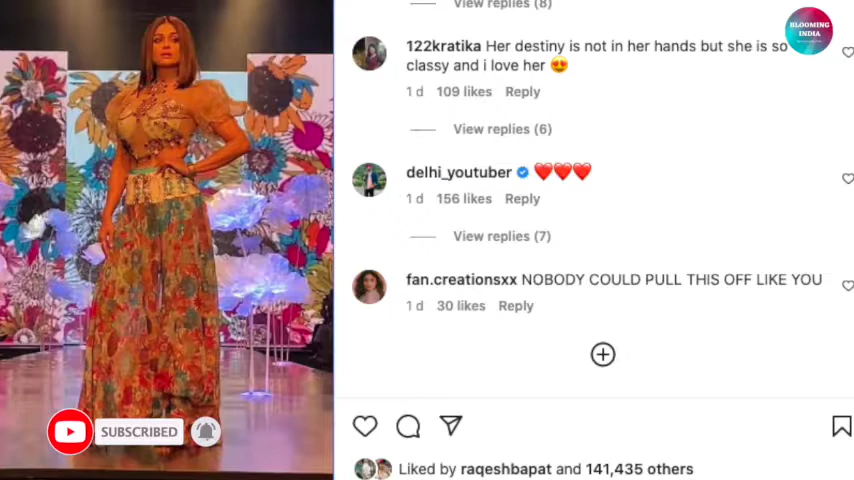 View replies (8)
BLOOMING
INDIA
122kratika Her destiny is not in her hands but she is so
classy and i love her 😍
1 d 109 likes Reply
View replies (6)
delhi_youtuber ❤️❤️❤️
1 d 156 likes Reply
View replies (7)
fan.creationsxx NOBODY COULD PULL THIS OFF LIKE YOU
1 d 30 likes Reply
SUBSCRIBED
Liked by raqeshbapat and 141,435 others